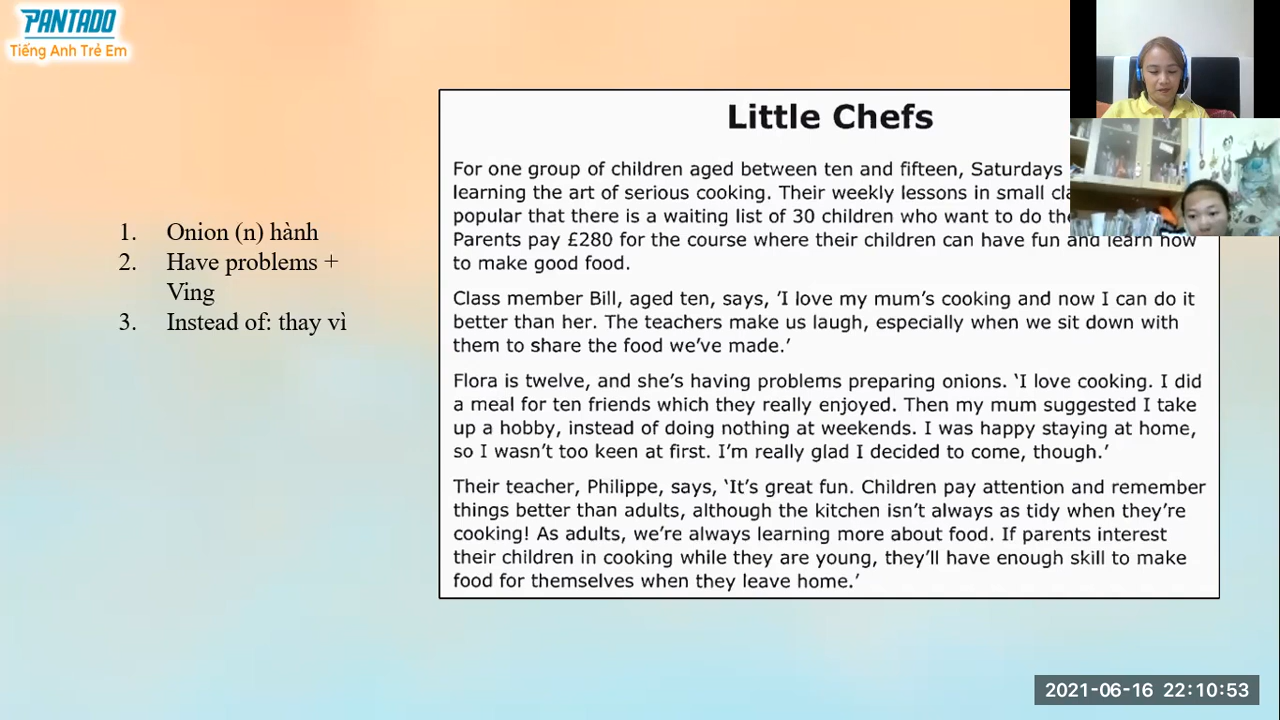 PANTADO
Tiếng Anh Trẻ Em
1. Onion (n) hành
2. Have problems +
Ving
3. Instead of: thay vì
Little Chefs
For one group of children aged between ten and fifteen, Saturdays
learning the art of serious cooking. Their weekly lessons in small
popular that there is a waiting list of 30 children who want to do
Parents pay £280 for the course where their children can have fun and learn how
to make good food.
Class member Bill, aged ten, says, ‘I love my mum’s cooking and now I can do it
better than her. The teachers make us laugh, especially when we sit down with
them to share the food we’ve made.’
Flora is twelve, and she’s having problems preparing onions. ‘I love cooking. I did
a meal for ten friends which they really enjoyed. Then my mum suggested I take
up a hobby, instead of doing nothing at weekends. I was happy staying at home,
so I wasn’t too keen at first. I’m really glad I decided to come, though.’
Their teacher, Philippe, says, ‘It’s great fun. Children pay attention and remember
things better than adults, although the kitchen isn’t always as tidy when they’re
cooking! As adults, we’re always learning more about food. If parents interest
their children in cooking while they are young, they’ll have enough skill to make
food for themselves when they leave home.’
2021-06-16 22:10:53